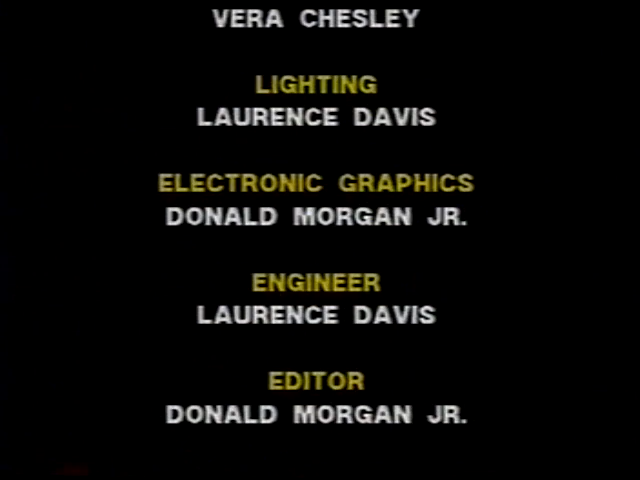 VERA CHESLEY
LIGHTING
LAURENCE DAVIS
ELECTRONIC GRAPHICS
DONALD MORGAN JR.
ENGINEER
LAURENCE DAVIS
EDITOR
DONALD MORGAN JR.